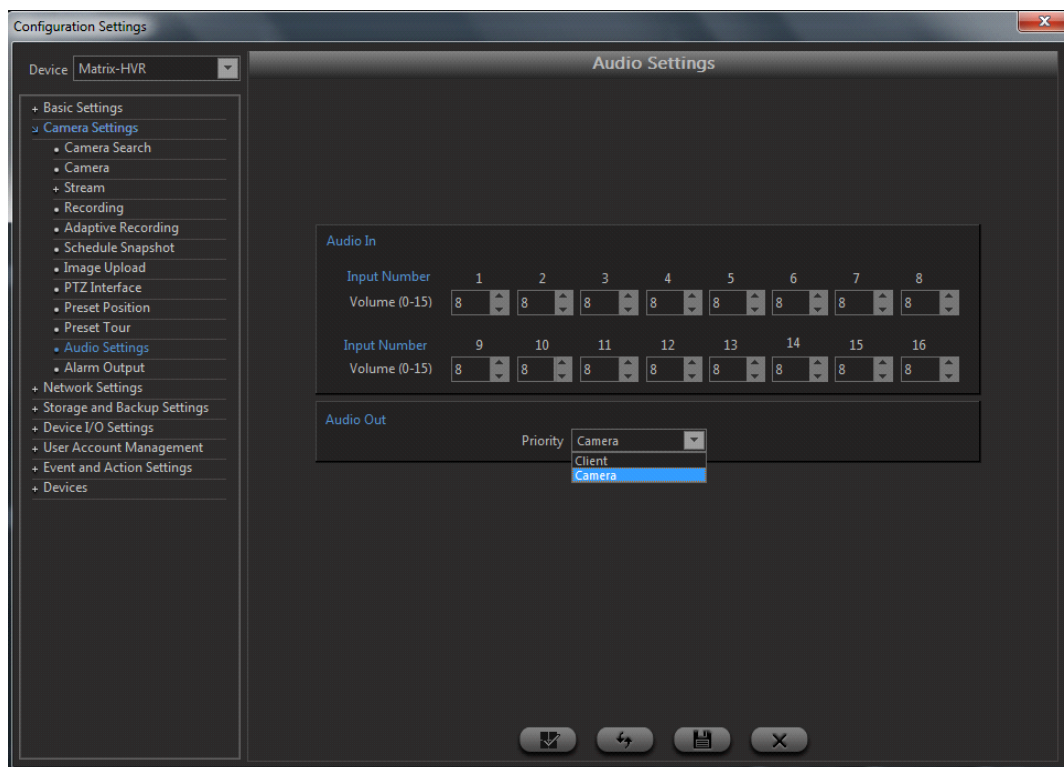 Configuration Settings
Device Matrix-HVR
Audio Settings
+ Basic Settings
Camera Settings
Camera Search
Camera
+ Stream
Recording
Adaptive Recording
Schedule Snapshot
Image Upload
PTZ Interface
Preset Position
Preset Tour
Audio Settings
Alarm Output
+ Network Settings
+ Storage and Backup Settings
+ Device I/O Settings
+ User Account Management
+ Event and Action Settings
+ Devices
Audio In
Input Number 1 2 3 4 5 6 7 8
Volume (0-15) 8 8 8 8 8 8 8 8
Input Number 9 10 11 12 13 14 15 16
Volume (0-15) 8 8 8 8 8 8 8 8
Audio Out
Priority Camera
Client
Camera